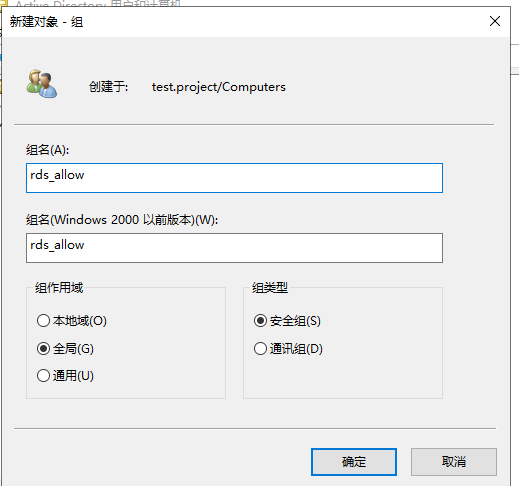 Active Directory 用户和计算机
新建对象 - 组
创建于: test.project/Computers
组名(A):
rds_allow
组名(Windows 2000 以前版本)(W):
rds_allow
组作用域
本地域(O)
全局(G)
通用(U)
组类型
安全组(S)
通讯组(D)
确定
取消